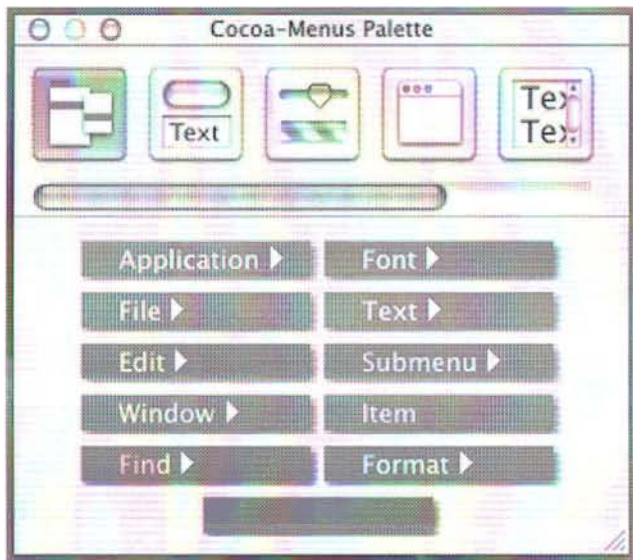 Cocoa-Menus Palette
Text
Tex
Tex
Application Font
File Text
Edit Submenu
Window Item
Find Format